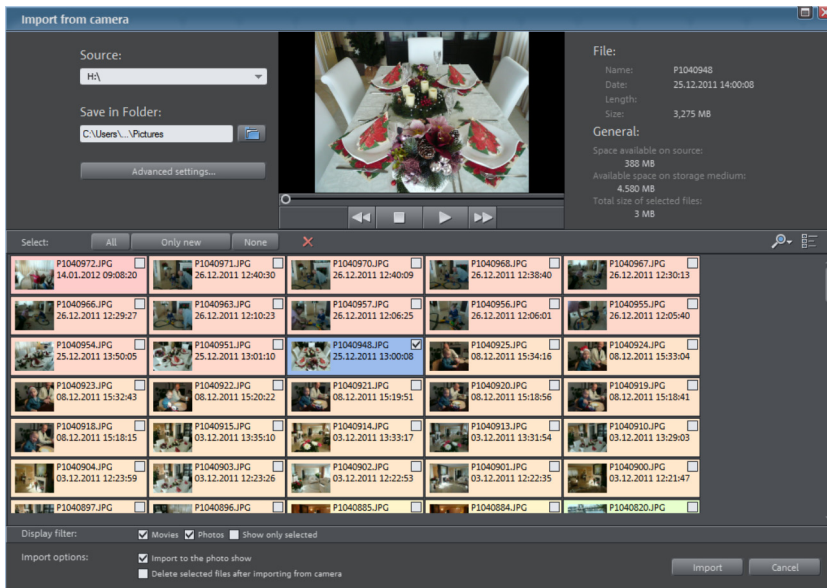 Import from camera
Source:
H:\
Save in Folder:
C:\Users\...\Pictures
Advanced settings...
File:
Name: P1040948
Date: 25.12.2011 14:00:08
Length:
Size: 3,275 MB
General:
Space available on source:
388 MB
Available space on storage medium:
4.580 MB
Total size of selected files:
3 MB
Select: All Only new None
P1040972.JPG P1040971.JPG P1040970.JPG P1040968.JPG P1040967.JPG
14.01.2012 09:08:20 26.12.2011 12:40:30 26.12.2011 12:40:09 26.12.2011 12:38:40 26.12.2011 12:30:13
P1040966.JPG P1040963.JPG P1040957.JPG P1040956.JPG P1040955.JPG
26.12.2011 12:29:27 26.12.2011 12:10:23 26.12.2011 12:06:25 26.12.2011 12:06:01 26.12.2011 12:05:40
P1040954.JPG P1040951.JPG P1040948.JPG P1040925.JPG P1040924.JPG
25.12.2011 13:50:05 25.12.2011 13:01:10 25.12.2011 13:00:08 08.12.2011 15:34:16 08.12.2011 15:33:04
P1040923.JPG P1040922.JPG P1040921.JPG P1040920.JPG P1040919.JPG
08.12.2011 15:32:43 08.12.2011 15:20:22 08.12.2011 15:19:51 08.12.2011 15:18:56 08.12.2011 15:18:41
P1040918.JPG P1040915.JPG P1040914.JPG P1040913.JPG P1040910.JPG
08.12.2011 15:18:15 03.12.2011 13:35:10 03.12.2011 13:33:17 03.12.2011 13:31:54 03.12.2011 13:29:03
P1040904.JPG P1040903.JPG P1040902.JPG P1040901.JPG P1040900.JPG
03.12.2011 12:23:59 03.12.2011 12:23:26 03.12.2011 12:22:53 03.12.2011 12:22:35 03.12.2011 12:21:47
P1040897.JPG P1040896.JPG P1040885.JPG P1040884.JPG P1040820.JPG
Display filter: Movies Photos Show only selected
Import options: Import to the photo show
Delete selected files after importing from camera
Import Cancel